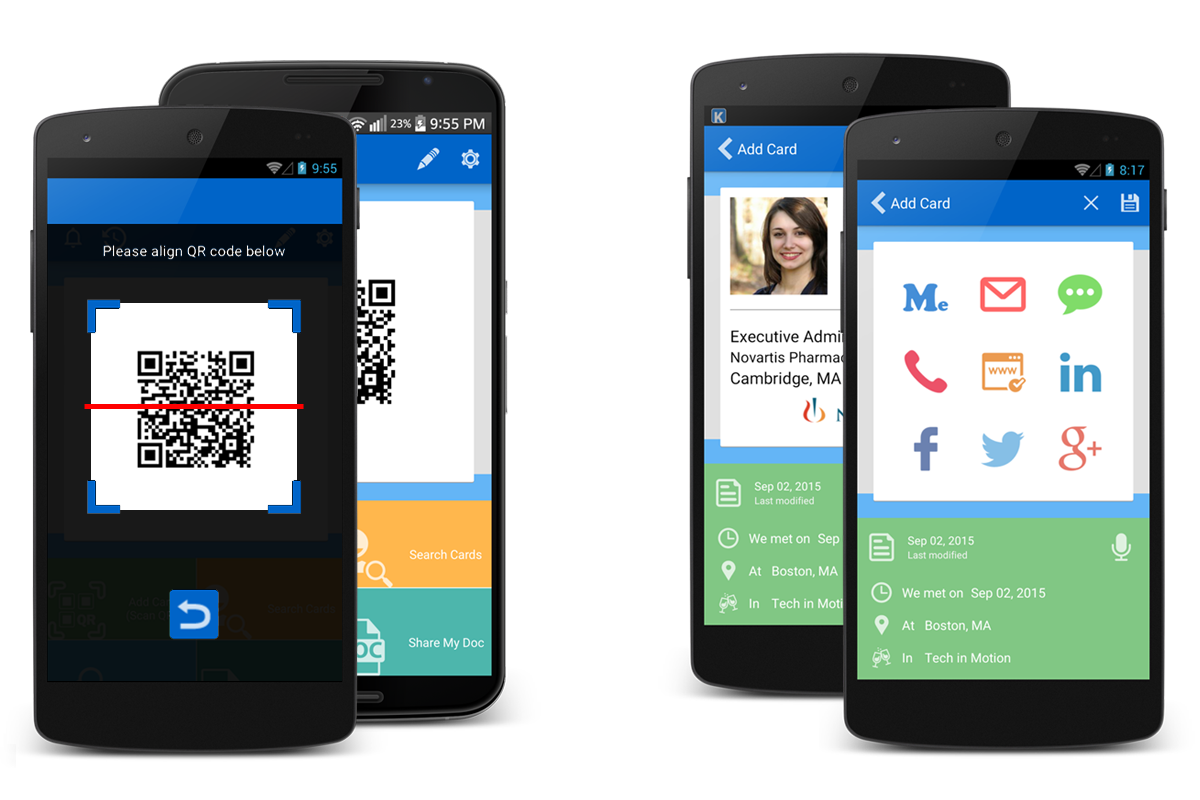 9:55
Please align QR code below
23%
9:55 PM
Search Cards
DOC
Share My Doc
K
Add Card
Executive Admi
Novartis Pharma
Cambridge, MA
N
Sep 02, 2015
Last modified
We met on Sep
At Boston, MA
In Tech in Moti
8:17
Add Card
Me
www
in
f
g+
Sep 02, 2015
Last modified
We met on Sep 02, 2015
At Boston, MA
In Tech in Motion